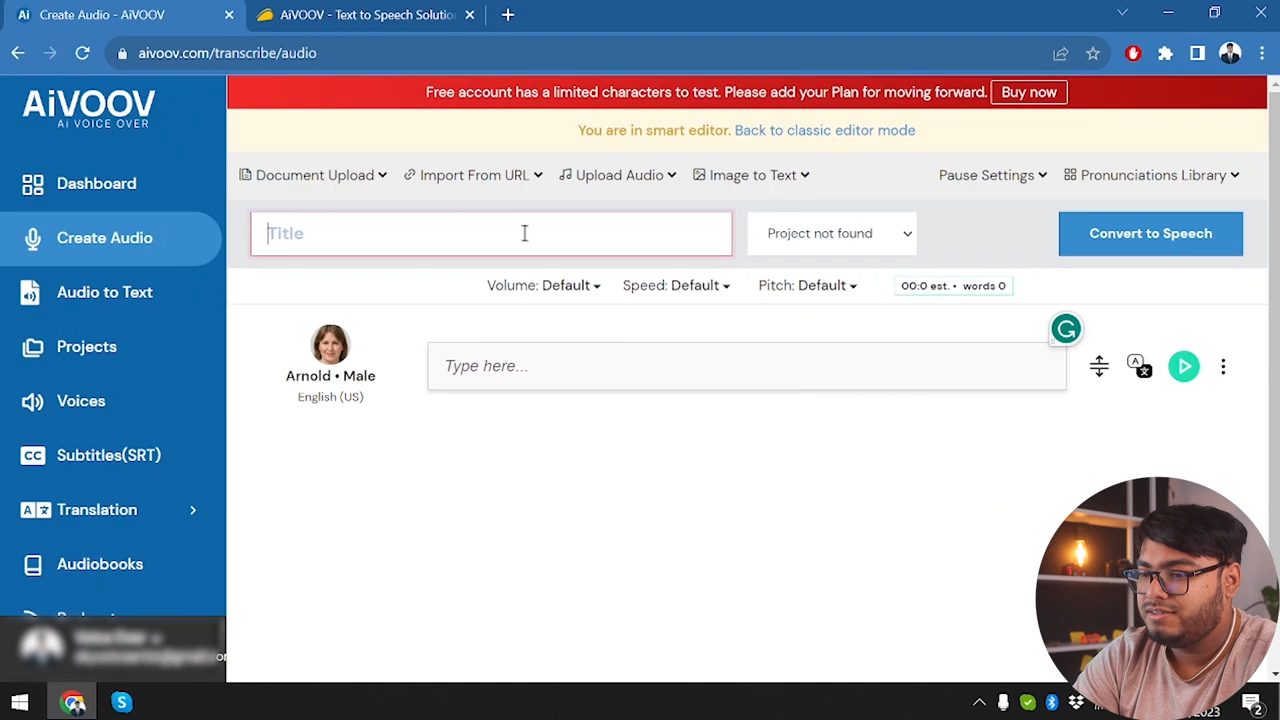 Create Audio - AiVOOV
AiVOOV - Text to Speech Solution
aivoov.com/transcribe/audio
AiVOOV
Ai VOICE OVER
Free account has a limited characters to test. Please add your Plan for moving forward. Buy now
You are in smart editor. Back to classic editor mode
Document Upload Import From URL Upload Audio Image to Text Pause Settings Pronunciations Library
Title Project not found Convert to Speech
Volume: Default Speed: Default Pitch: Default 00:0 est. • words 0
Dashboard
Create Audio
Audio to Text
Projects
Voices
Subtitles(SRT)
Translation
Audiobooks
Arnold • Male
English (US)
Type here...
2023
2